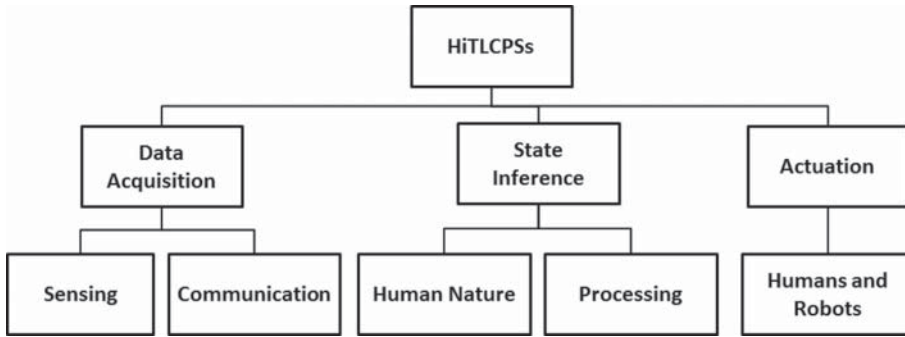 HiTLCPSs
Data
Acquisition
State
Inference
Actuation
Sensing
Communication
Human Nature
Processing
Humans and
Robots